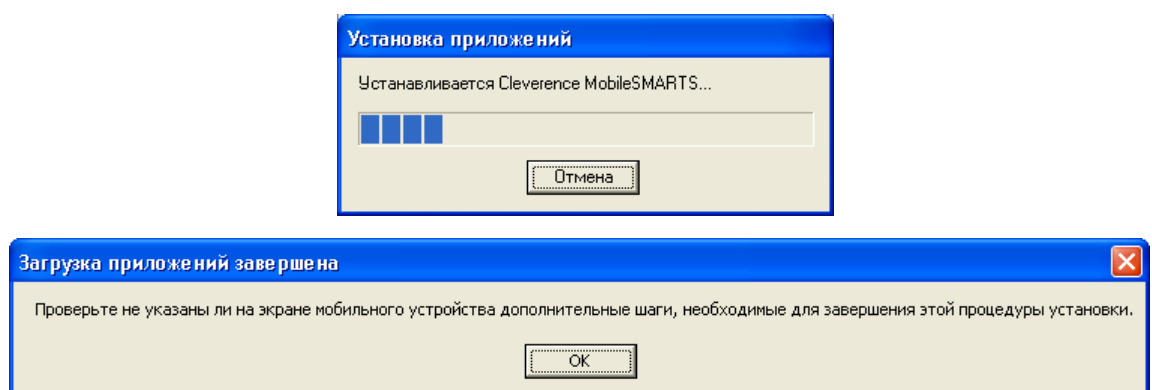 Установка приложений
Устанавливается Cleverence MobileSMARTS...
Отмена
Загрузка приложений завершена
Проверьте не указаны ли на экране мобильного устройства дополнительные шаги, необходимые для завершения этой процедуры установки.
OK